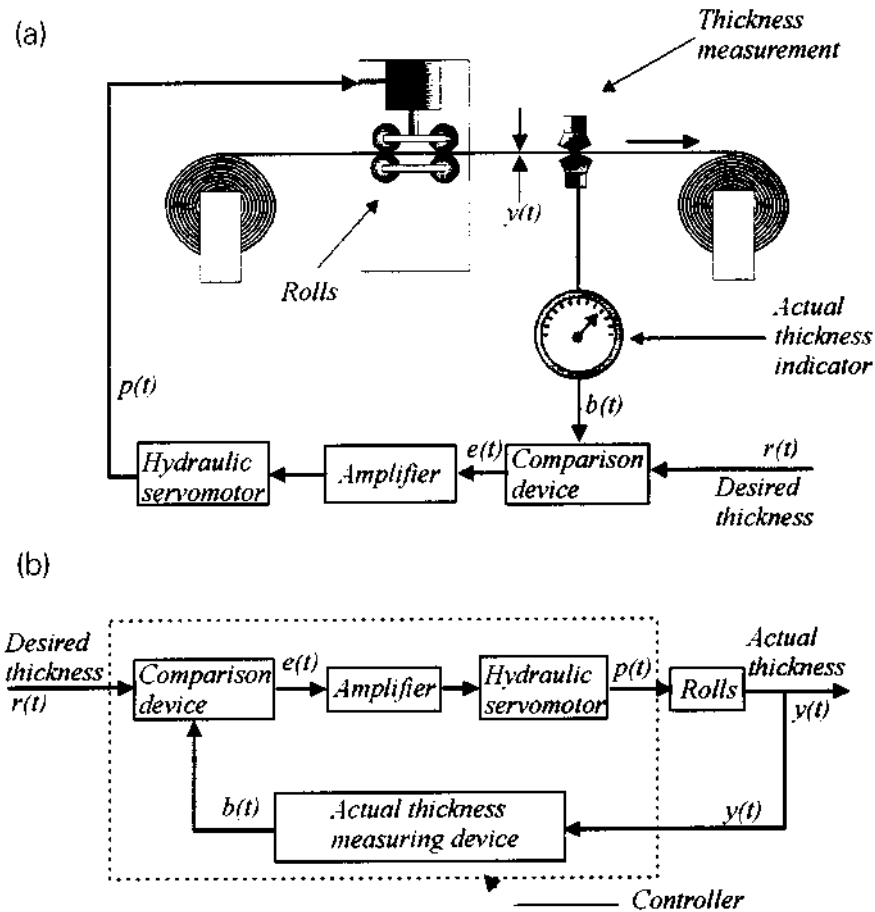 (a)
Thickness
measurement
y(t)
Rolls
Actual
thickness
indicator
p(t)
b(t)
e(t)
r(t)
Hydraulic
servomotor
Amplifier
Comparison
device
Desired
thickness
(b)
Desired
thickness
r(t)
Comparison
device
e(t)
Amplifier
Hydraulic
servomotor
p(t)
Rolls
Actual
thickness
y(t)
b(t)
Actual thickness
measuring device
y(t)
Controller